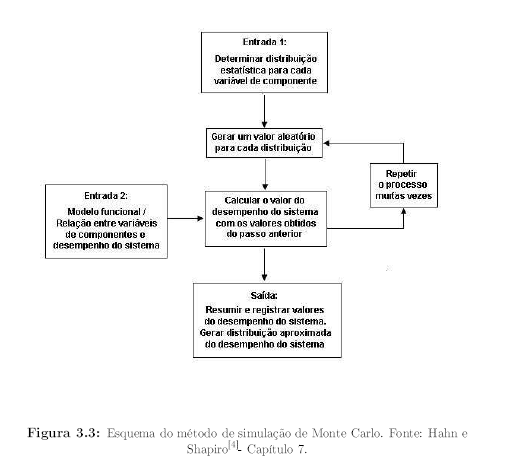 Entrada 1:
Determinar distribuição
estatística para cada
variável de componente
Gerar um valor aleatório
para cada distribuição
Repetir
o processo
muitas vezes
Entrada 2:
Modelo funcional /
Relação entre variáveis
de componentes e
desempenho do sistema
Calcular o valor do
desempenho do sistema
com os valores obtidos
do passo anterior
Saída:
Resumir e registrar valores
do desempenho do sistema.
Gerar distribuição aproximada
do desempenho do sistema
Figura 3.3: Esquema do método de simulação de Monte Carlo. Fonte: Hahn e
Shapiro[4]- Capítulo 7.